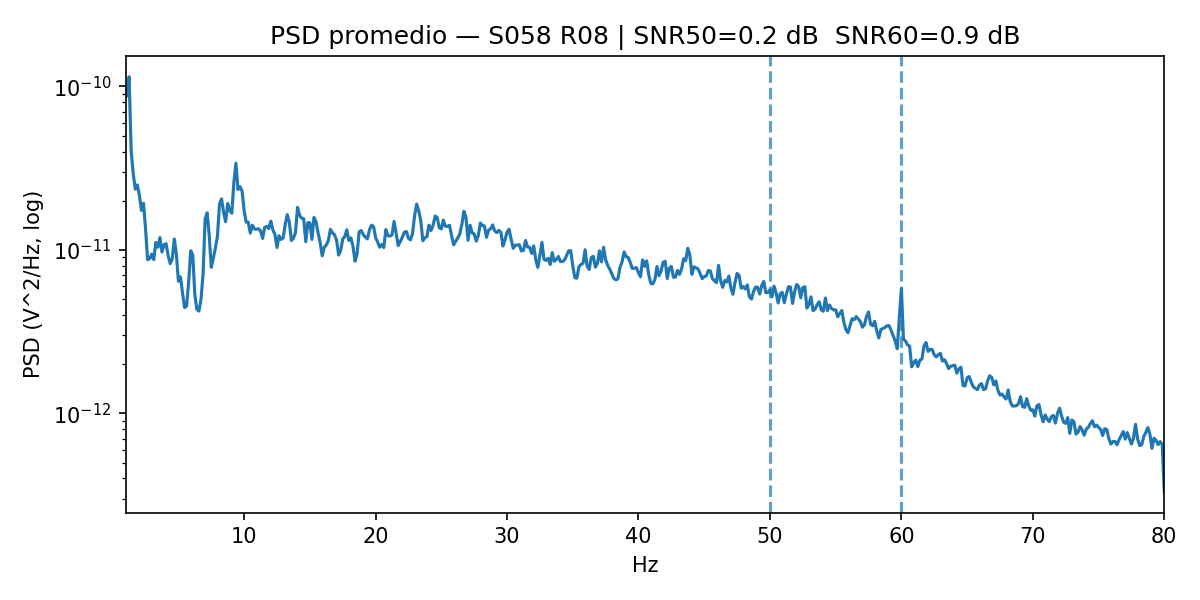 PSD promedio — S058 R08 | SNR50=0.2 dB  SNR60=0.9 dB
PSD (V^2/Hz, log)
10⁻¹⁰
10⁻¹¹
10⁻¹²
10 20 30 40 50 60 70 80
Hz